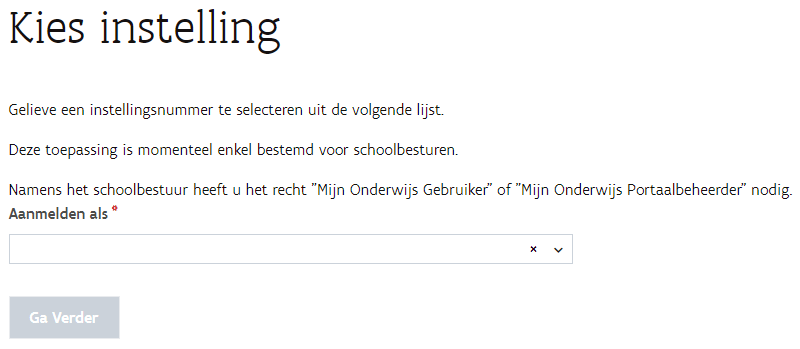 Kies instelling
Gelieve een instellingsnummer te selecteren uit de volgende lijst.
Deze toepassing is momenteel enkel bestemd voor schoolbesturen.
Namens het schoolbestuur heeft u het recht ”Mijn Onderwijs Gebruiker” of ”Mijn Onderwijs Portaalbeheerder” nodig.
Aanmelden als *
×
Ga Verder